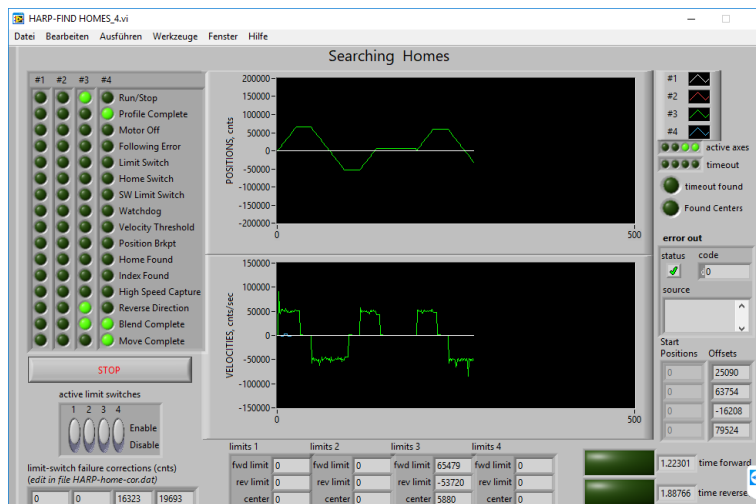 HARP-FIND HOMES_4.vi
Datei Bearbeiten Ausführen Werkzeuge Fenster Hilfe
Searching Homes
#1 #2 #3 #4
Run/Stop
Profile Complete
Motor Off
Following Error
Limit Switch
Home Switch
SW Limit Switch
Watchdog
Velocity Threshold
Position Brkpt
Home Found
Index Found
High Speed Capture
Reverse Direction
Blend Complete
Move Complete
STOP
active limit switches
1 2 3 4
Enable
Disable
limit-switch failure corrections (cnts)
(edit in file HARP-home-cor.dat)
0 0 16323 19693
POSITIONS, cnts
200000
150000
100000
50000
0
-50000
-100000
-150000
-200000
0 500
VELOCITIES, cnts/sec
150000
100000
50000
0
-50000
-100000
-150000
0 500
limits 1 limits 2 limits 3 limits 4
fwd limit 0 fwd limit 0 fwd limit 65479 fwd limit 0
rev limit 0 rev limit 0 rev limit -53720 rev limit 0
center 0 center 0 center 5880 center 0
#1
#2
#3
#4
active axes
timeout
timeout found
Found Centers
error out
status code
0
source
Start
Positions Offsets
0 25090
0 63754
0 -16208
0 79524
1.22301 time forward
1.88766 time reverse